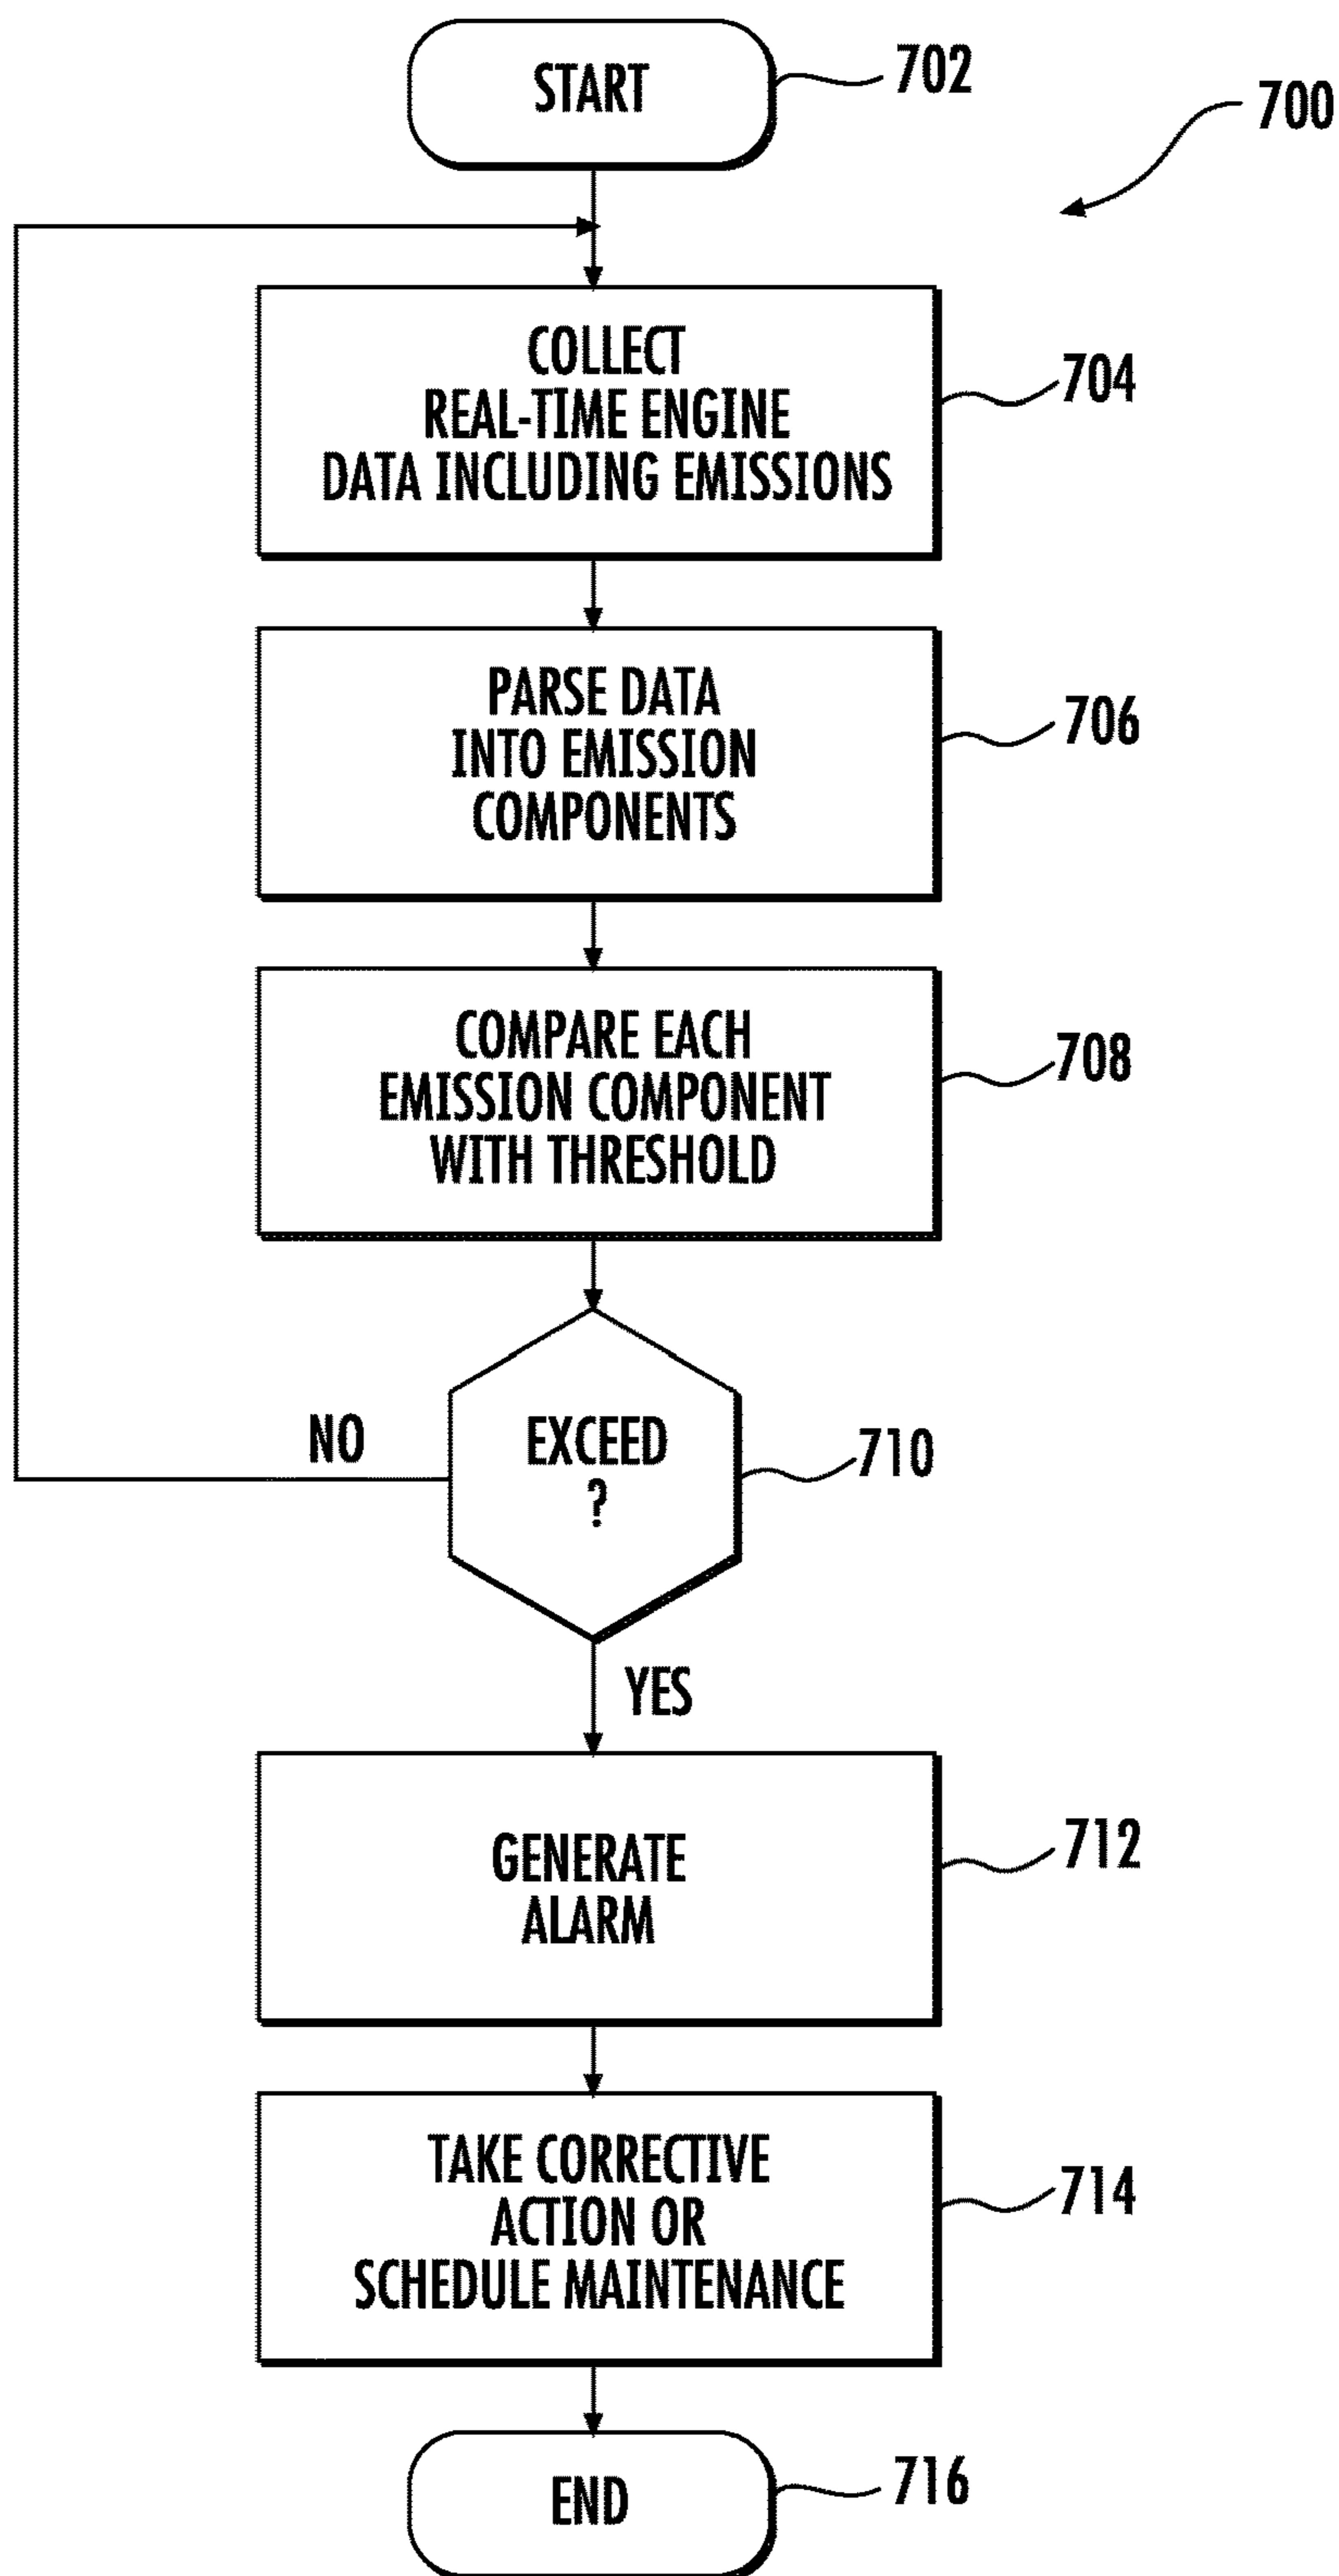 START
702
700
COLLECT
REAL-TIME ENGINE
DATA INCLUDING EMISSIONS
704
PARSE DATA
INTO EMISSION
COMPONENTS
706
COMPARE EACH
EMISSION COMPONENT
WITH THRESHOLD
708
NO
EXCEED
?
710
YES
GENERATE
ALARM
712
TAKE CORRECTIVE
ACTION OR
SCHEDULE MAINTENANCE
714
END
716